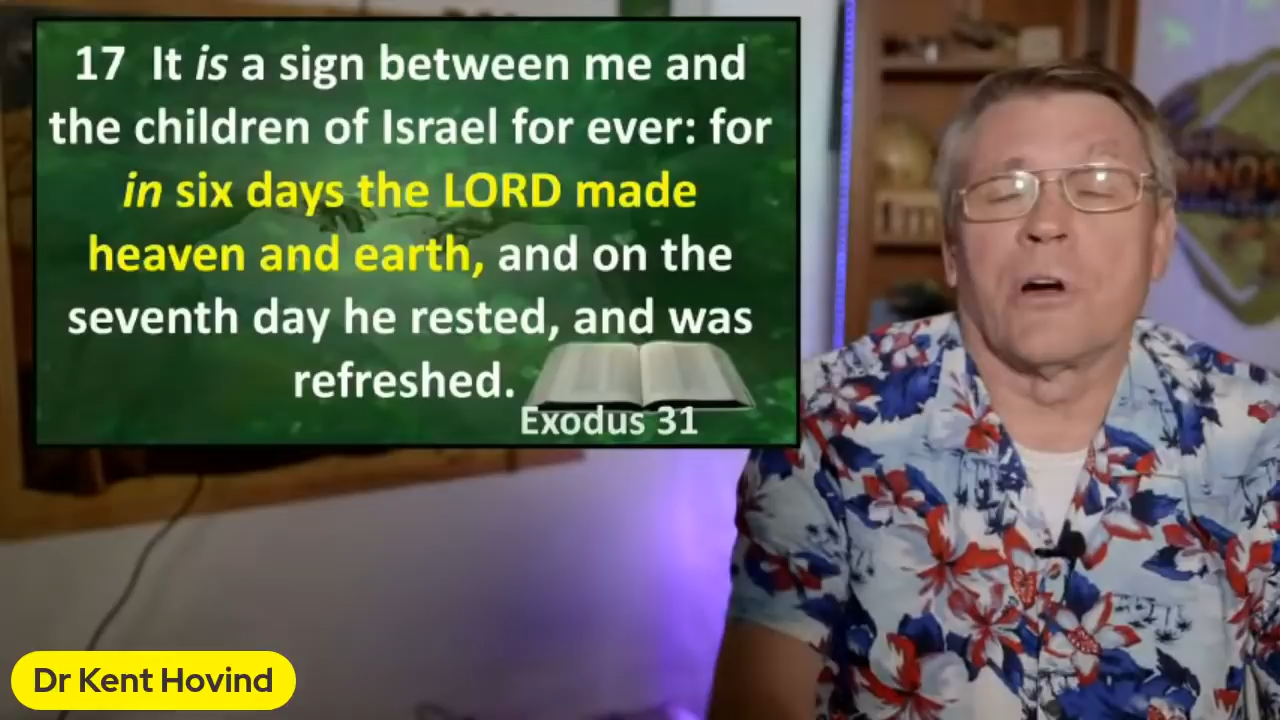 17 It is a sign between me and
the children of Israel for ever: for
in six days the LORD made
heaven and earth, and on the
seventh day he rested, and was
refreshed.
Exodus 31
Dr Kent Hovind